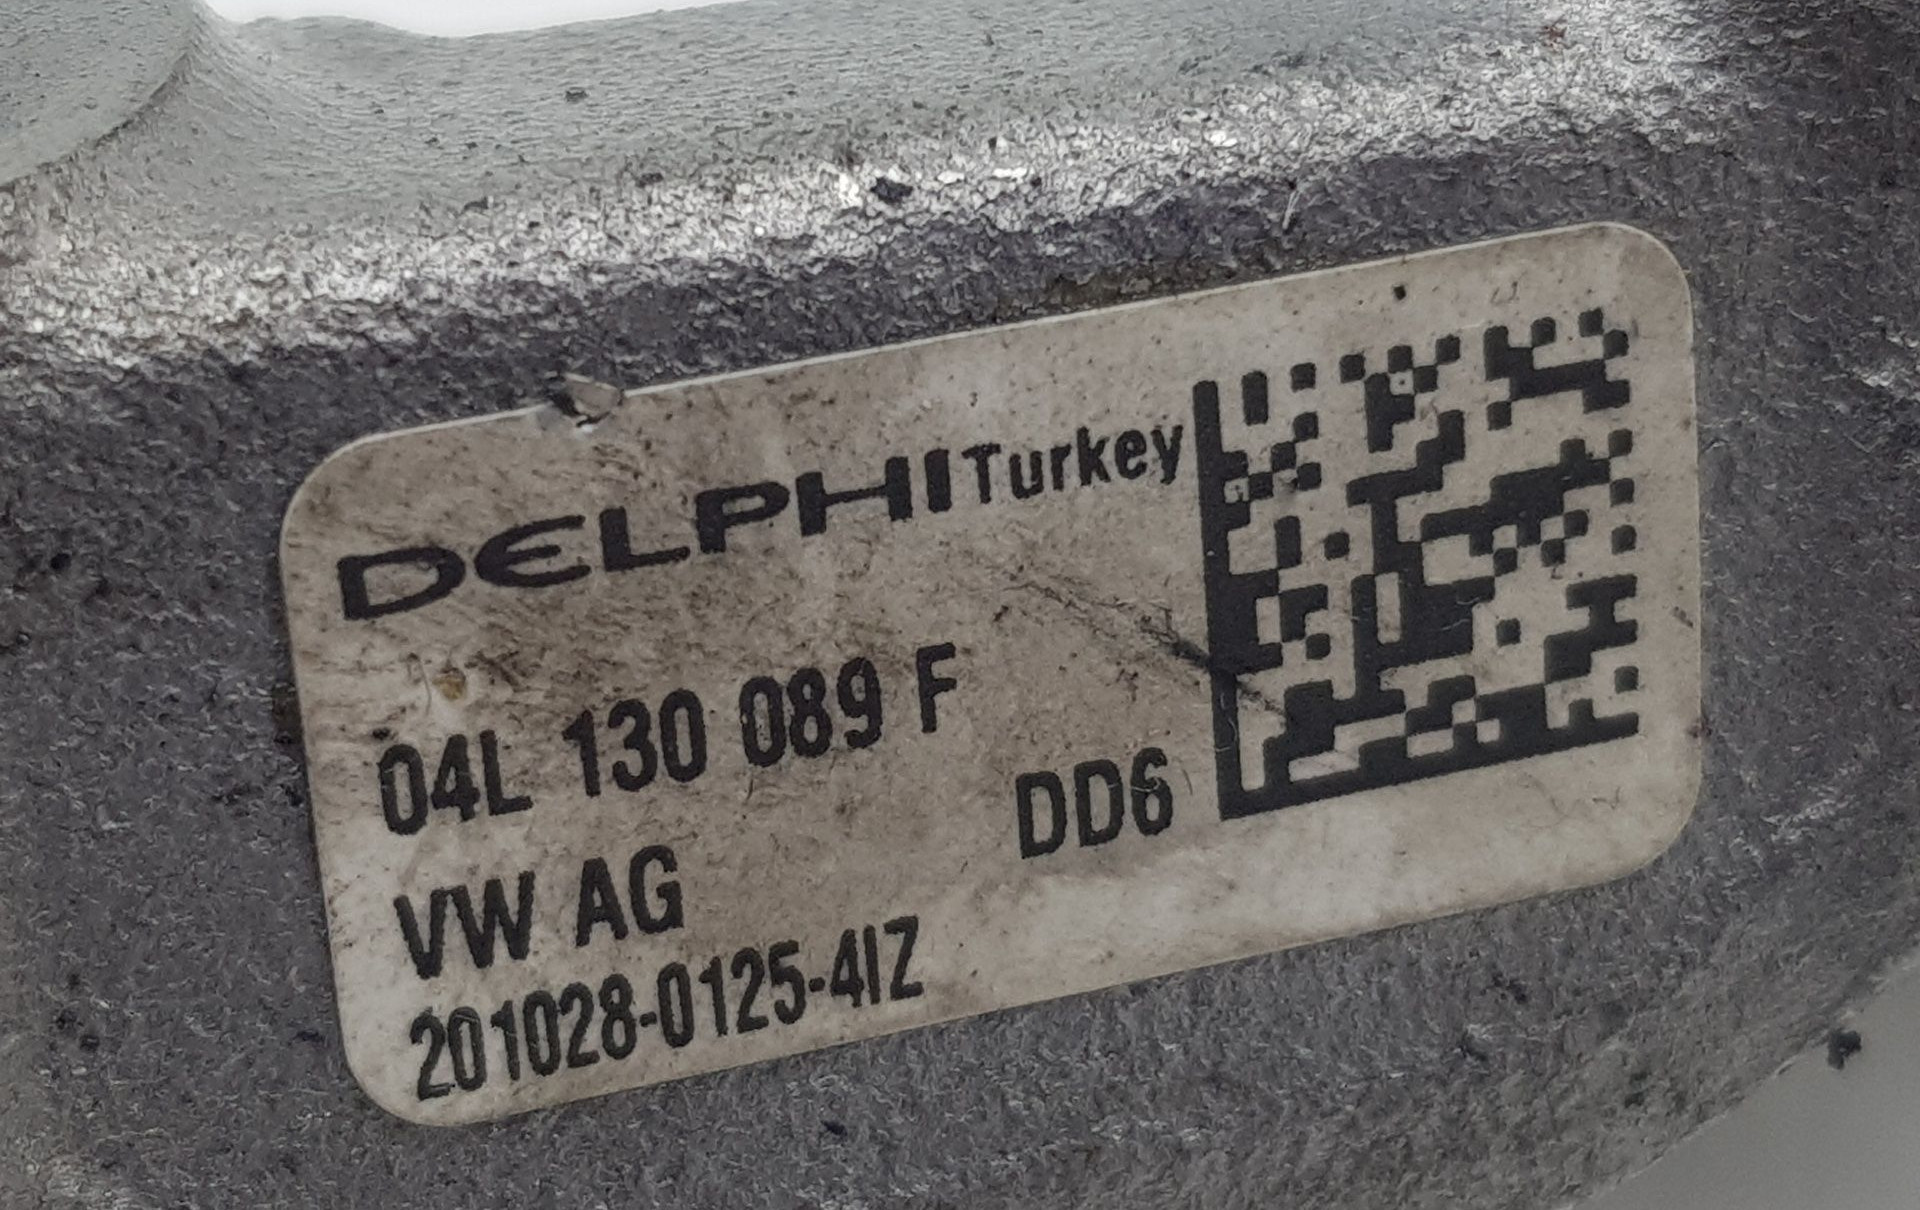 DELPHI Turkey
04L 130 089 F
DD6
VW AG
201028-0125-4IZ